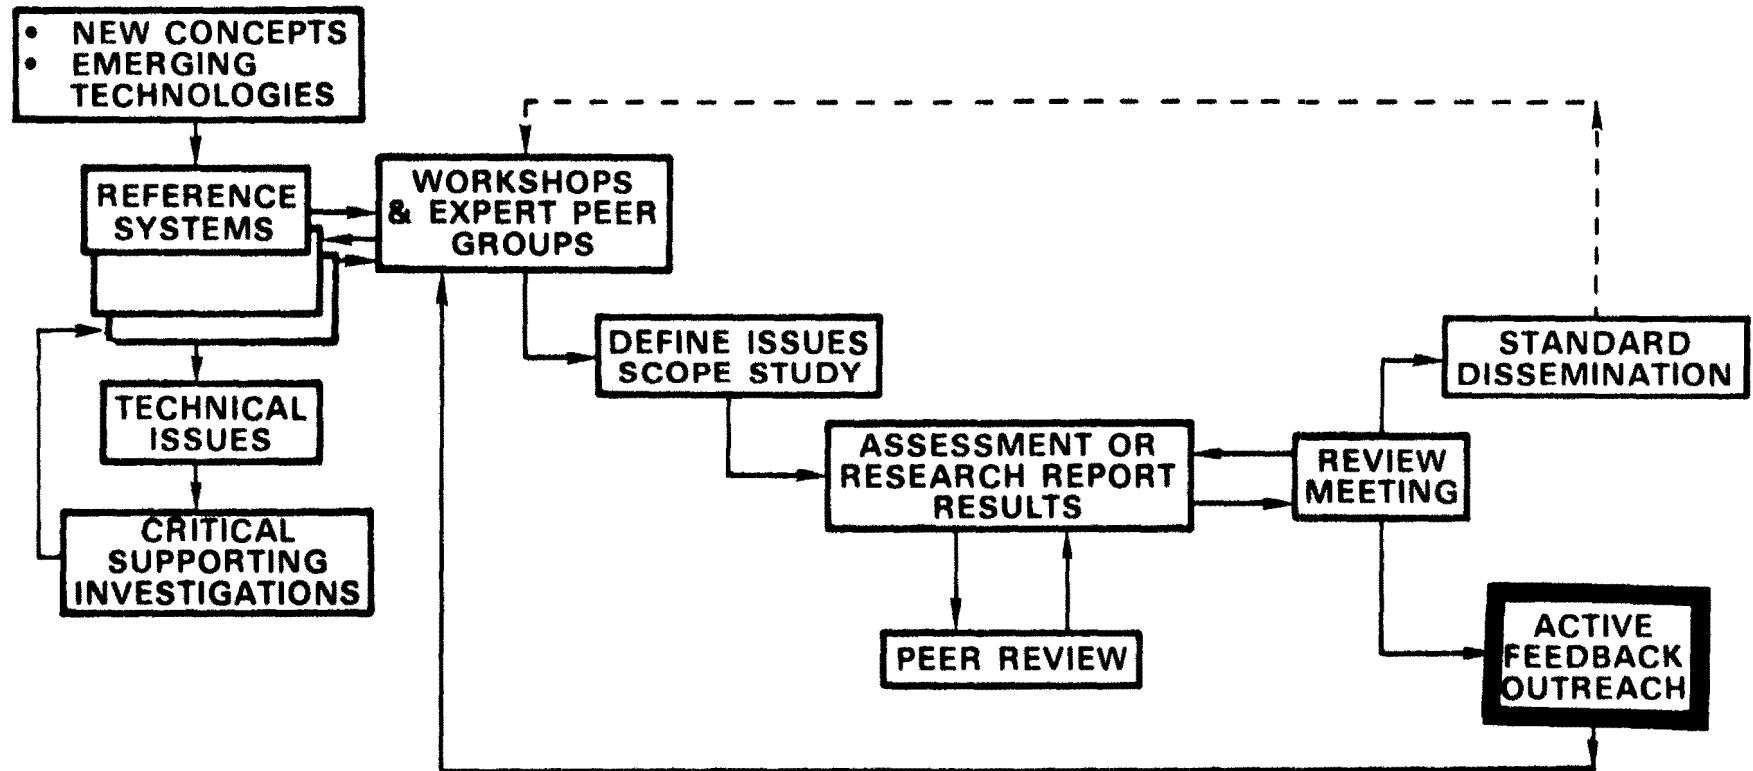 • NEW CONCEPTS
• EMERGING
TECHNOLOGIES
REFERENCE
SYSTEMS
WORKSHOPS
& EXPERT PEER
GROUPS
DEFINE ISSUES
SCOPE STUDY
STANDARD
DISSEMINATION
TECHNICAL
ISSUES
ASSESSMENT OR
RESEARCH REPORT
RESULTS
REVIEW
MEETING
CRITICAL
SUPPORTING
INVESTIGATIONS
PEER REVIEW
ACTIVE
FEEDBACK
OUTREACH